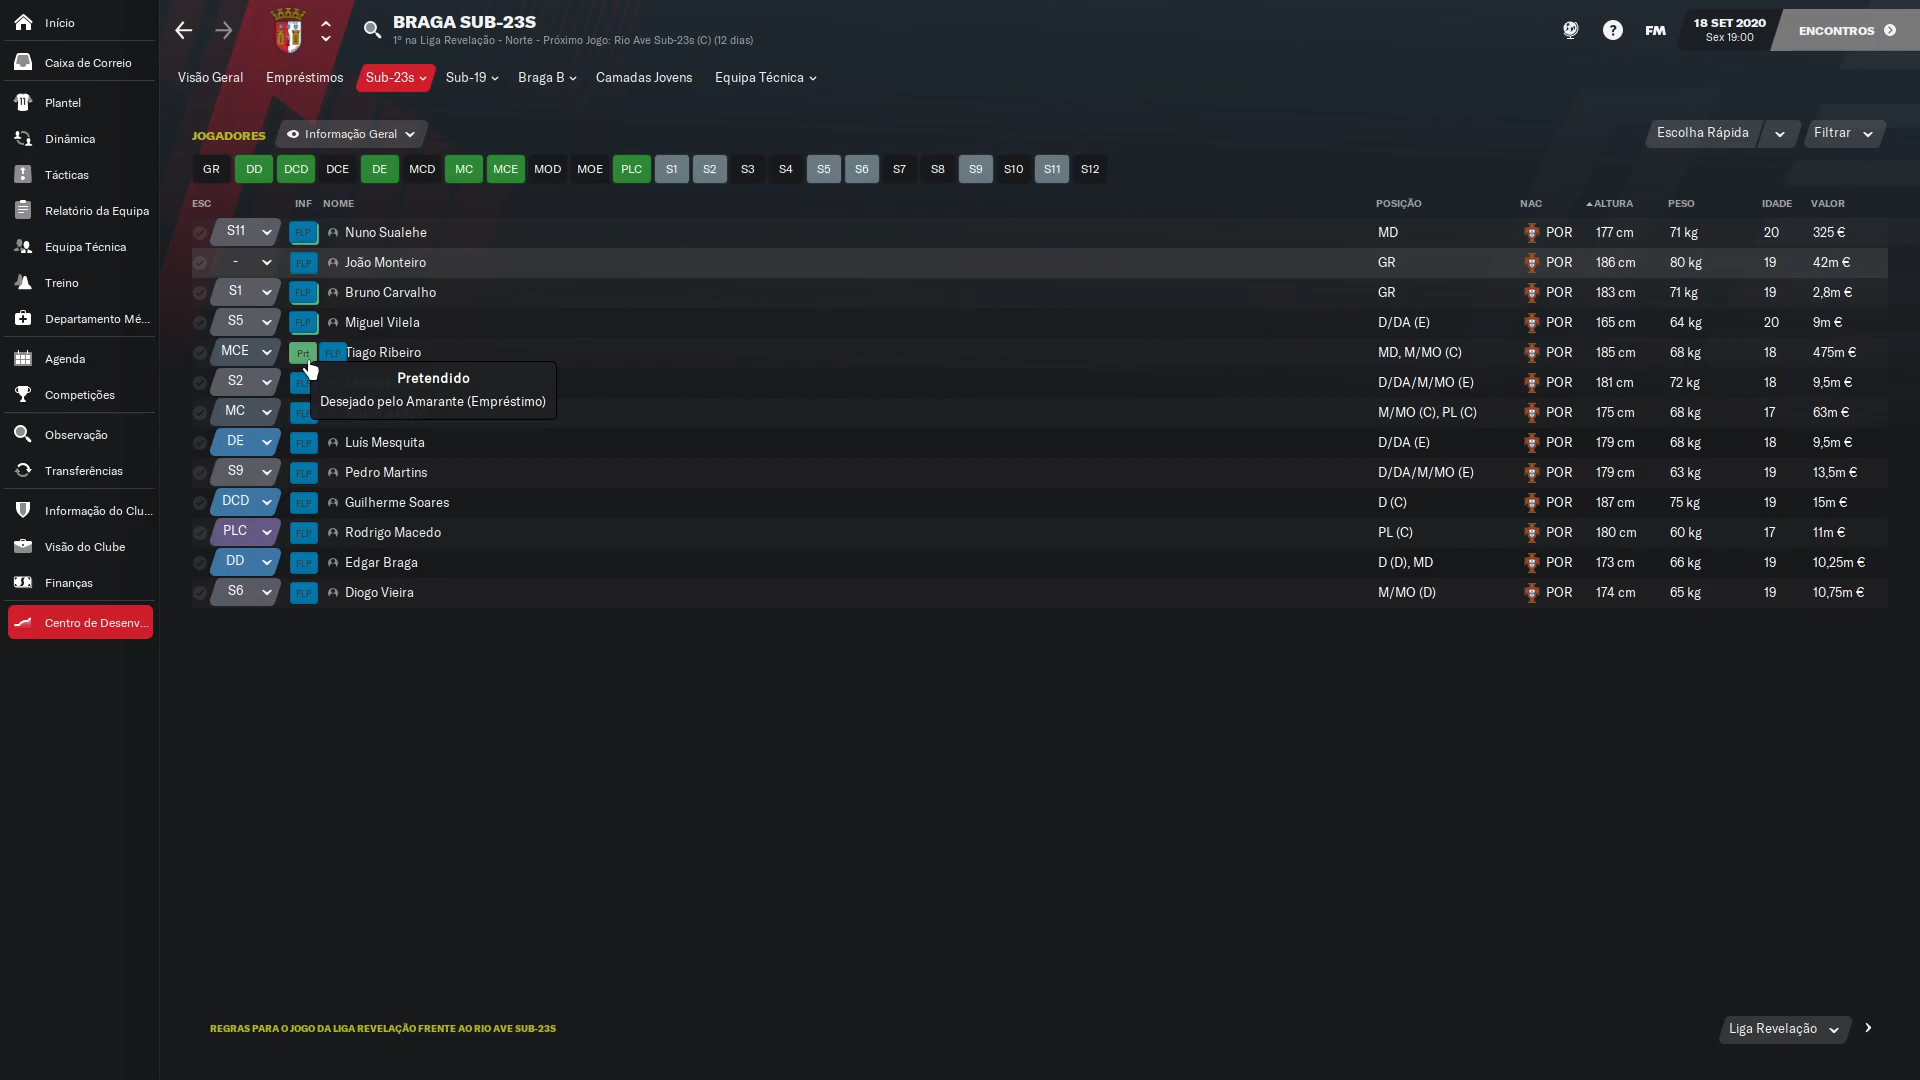 Início
Caixa de Correio
Plantel
Dinâmica
Tácticas
Relatório da Equipa
Equipa Técnica
Treino
Departamento Mé...
Agenda
Competições
Observação
Transferências
Informação do Clu...
Visão do Clube
Finanças
Centro de Desenv...
BRAGA SUB-23S
1º na Liga Revelação - Norte - Próximo Jogo: Rio Ave Sub-23s (C) (12 dias)
FM
18 SET 2020
Sex 19:00
ENCONTROS
Visão Geral Empréstimos Sub-23s Sub-19 Braga B Camadas Jovens Equipa Técnica
JOGADORES Informação Geral Escolha Rápida Filtrar
GR DD DCD DCE DE MCD MC MCE MOD MOE PLC S1 S2 S3 S4 S5 S6 S7 S8 S9 S10 S11 S12
ESC INF NOME POSIÇÃO NAC ALTURA PESO IDADE VALOR
S11 FLP Nuno Sualehe MD POR 177 cm 71 kg 20 325 €
- FLP João Monteiro GR POR 186 cm 80 kg 19 42m €
S1 FLP Bruno Carvalho GR POR 183 cm 71 kg 19 2,8m €
S5 FLP Miguel Vilela D/DA (E) POR 165 cm 64 kg 20 9m €
MCE Prt FLP Tiago Ribeiro MD, M/MO (C) POR 185 cm 68 kg 18 475m €
S2 D/DA/M/MO (E) POR 181 cm 72 kg 18 9,5m €
Pretendido
Desejado pelo Amarante (Empréstimo)
MC M/MO (C), PL (C) POR 175 cm 68 kg 17 63m €
DE FLP Luís Mesquita D/DA (E) POR 179 cm 68 kg 18 9,5m €
S9 FLP Pedro Martins D/DA/M/MO (E) POR 179 cm 63 kg 19 13,5m €
DCD FLP Guilherme Soares D (C) POR 187 cm 75 kg 19 15m €
PLC FLP Rodrigo Macedo PL (C) POR 180 cm 60 kg 17 11m €
DD FLP Edgar Braga D (D), MD POR 173 cm 66 kg 19 10,25m €
S6 FLP Diogo Vieira M/MO (D) POR 174 cm 65 kg 19 10,75m €
REGRAS PARA O JOGO DA LIGA REVELAÇÃO FRENTE AO RIO AVE SUB-23S
Liga Revelação